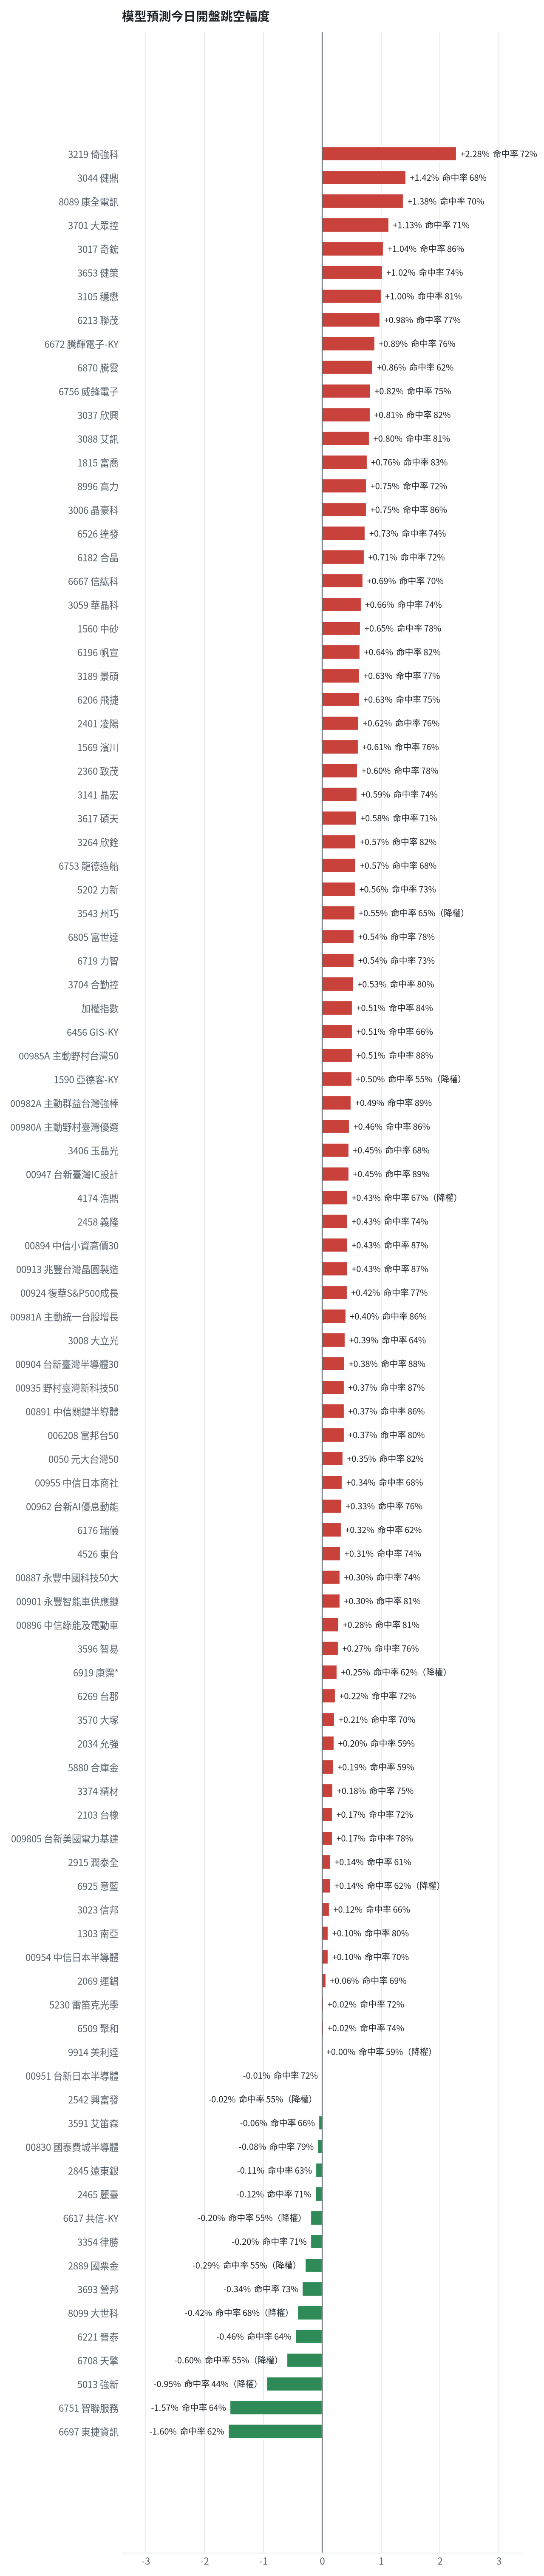 模型預測今日開盤跳空幅度
3219 倚強科 +2.28% 命中率 72%
3044 健鼎 +1.42% 命中率 68%
8089 康全電訊 +1.38% 命中率 70%
3701 大眾控 +1.13% 命中率 71%
3017 奇鋐 +1.04% 命中率 86%
3653 健策 +1.02% 命中率 74%
3105 穩懋 +1.00% 命中率 81%
6213 聯茂 +0.98% 命中率 77%
6672 騰輝電子-KY +0.89% 命中率 76%
6870 騰雲 +0.86% 命中率 62%
6756 威鋒電子 +0.82% 命中率 75%
3037 欣興 +0.81% 命中率 82%
3088 艾訊 +0.80% 命中率 81%
1815 富喬 +0.76% 命中率 83%
8996 高力 +0.75% 命中率 72%
3006 晶豪科 +0.75% 命中率 86%
6526 達發 +0.73% 命中率 74%
6182 合晶 +0.71% 命中率 72%
6667 信紘科 +0.69% 命中率 70%
3059 華晶科 +0.66% 命中率 74%
1560 中砂 +0.65% 命中率 78%
6196 帆宣 +0.64% 命中率 82%
3189 景碩 +0.63% 命中率 77%
6206 飛捷 +0.63% 命中率 75%
2401 凌陽 +0.62% 命中率 76%
1569 濱川 +0.61% 命中率 76%
2360 致茂 +0.60% 命中率 78%
3141 晶宏 +0.59% 命中率 74%
3617 碩天 +0.58% 命中率 71%
3264 欣銓 +0.57% 命中率 82%
6753 龍德造船 +0.57% 命中率 68%
5202 力新 +0.56% 命中率 73%
3543 州巧 +0.55% 命中率 65%（降權）
6805 富世達 +0.54% 命中率 78%
6719 力智 +0.54% 命中率 73%
3704 合勤控 +0.53% 命中率 80%
加權指數 +0.51% 命中率 84%
6456 GIS-KY +0.51% 命中率 66%
00985A 主動野村台灣50 +0.51% 命中率 88%
1590 亞德客-KY +0.50% 命中率 55%（降權）
00982A 主動群益台灣強棒 +0.49% 命中率 89%
00980A 主動野村臺灣優選 +0.46% 命中率 86%
3406 玉晶光 +0.45% 命中率 68%
00947 台新臺灣IC設計 +0.45% 命中率 89%
4174 浩鼎 +0.43% 命中率 67%（降權）
2458 義隆 +0.43% 命中率 74%
00894 中信小資高價30 +0.43% 命中率 87%
00913 兆豐台灣晶圓製造 +0.43% 命中率 87%
00924 復華S&P500成長 +0.42% 命中率 77%
00981A 主動統一台股增長 +0.40% 命中率 86%
3008 大立光 +0.39% 命中率 64%
00904 台新臺灣半導體30 +0.38% 命中率 88%
00935 野村臺灣新科技50 +0.37% 命中率 87%
00891 中信關鍵半導體 +0.37% 命中率 86%
006208 富邦台50 +0.37% 命中率 80%
0050 元大台灣50 +0.35% 命中率 82%
00955 中信日本商社 +0.34% 命中率 68%
00962 台新AI優息動能 +0.33% 命中率 76%
6176 瑞儀 +0.32% 命中率 62%
4526 東台 +0.31% 命中率 74%
00887 永豐中國科技50大 +0.30% 命中率 74%
00901 永豐智能車供應鏈 +0.30% 命中率 81%
00896 中信綠能及電動車 +0.28% 命中率 81%
3596 智易 +0.27% 命中率 76%
6919 康霈* +0.25% 命中率 62%（降權）
6269 台郡 +0.22% 命中率 72%
3570 大塚 +0.21% 命中率 70%
2034 允強 +0.20% 命中率 59%
5880 合庫金 +0.19% 命中率 59%
3374 精材 +0.18% 命中率 75%
2103 台橡 +0.17% 命中率 72%
009805 台新美國電力基建 +0.17% 命中率 78%
2915 潤泰全 +0.14% 命中率 61%
6925 意藍 +0.14% 命中率 62%（降權）
3023 信邦 +0.12% 命中率 66%
1303 南亞 +0.10% 命中率 80%
00954 中信日本半導體 +0.10% 命中率 70%
2069 運錩 +0.06% 命中率 69%
5230 雷笛克光學 +0.02% 命中率 72%
6509 聚和 +0.02% 命中率 74%
9914 美利達 +0.00% 命中率 59%（降權）
00951 台新日本半導體 -0.01% 命中率 72%
2542 興富發 -0.02% 命中率 55%（降權）
3591 艾笛森 -0.06% 命中率 66%
00830 國泰費城半導體 -0.08% 命中率 79%
2845 遠東銀 -0.11% 命中率 63%
2465 麗臺 -0.12% 命中率 71%
6617 共信-KY -0.20% 命中率 55%（降權）
3354 律勝 -0.20% 命中率 71%
2889 國票金 -0.29% 命中率 55%（降權）
3693 營邦 -0.34% 命中率 73%
8099 大世科 -0.42% 命中率 68%（降權）
6221 晉泰 -0.46% 命中率 64%
6708 天擎 -0.60% 命中率 55%（降權）
5013 強新 -0.95% 命中率 44%（降權）
6751 智聯服務 -1.57% 命中率 64%
6697 東捷資訊 -1.60% 命中率 62%
-3 -2 -1 0 1 2 3